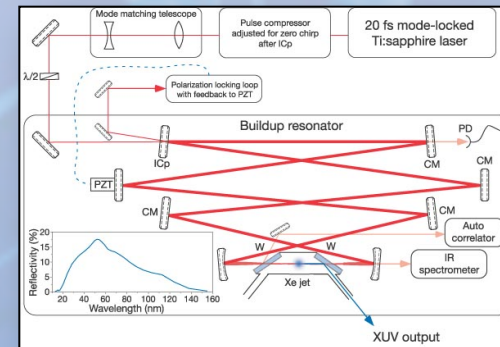 Mode matching telescope
Pulse compressor
adjusted for zero chirp
after ICp
20 fs mode-locked
Ti:sapphire laser
λ/2
Polarization locking loop
with feedback to PZT
Buildup resonator
PD
ICp
CM
CM
PZT
CM
CM
Auto
correlator
W
W
IR
spectrometer
Xe jet
XUV output
Reflectivity (%)
20
15
10
5
0
20 40 60 80 100 120 140 160
Wavelength (nm)